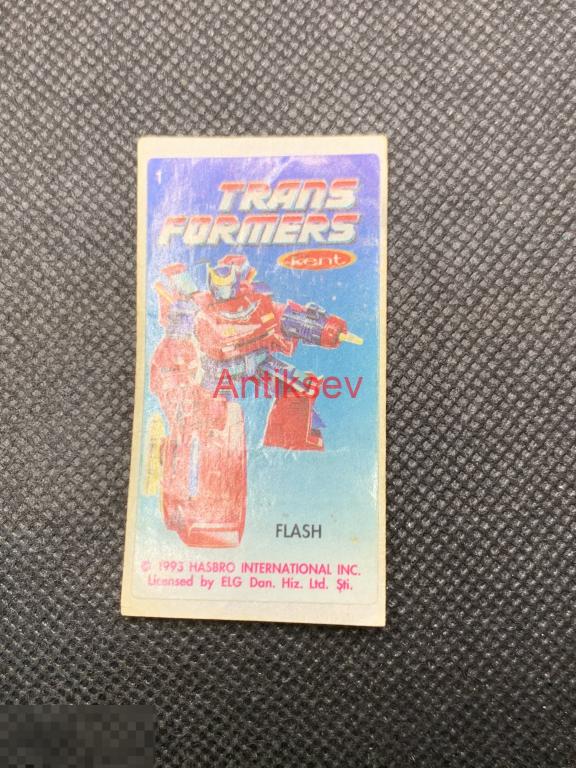 1
TRANS
FORMERS
Kent
Antiksev
FLASH
© 1993 HASBRO INTERNATIONAL INC.
Licensed by ELG Dan. Hiz. Ltd. Şti.